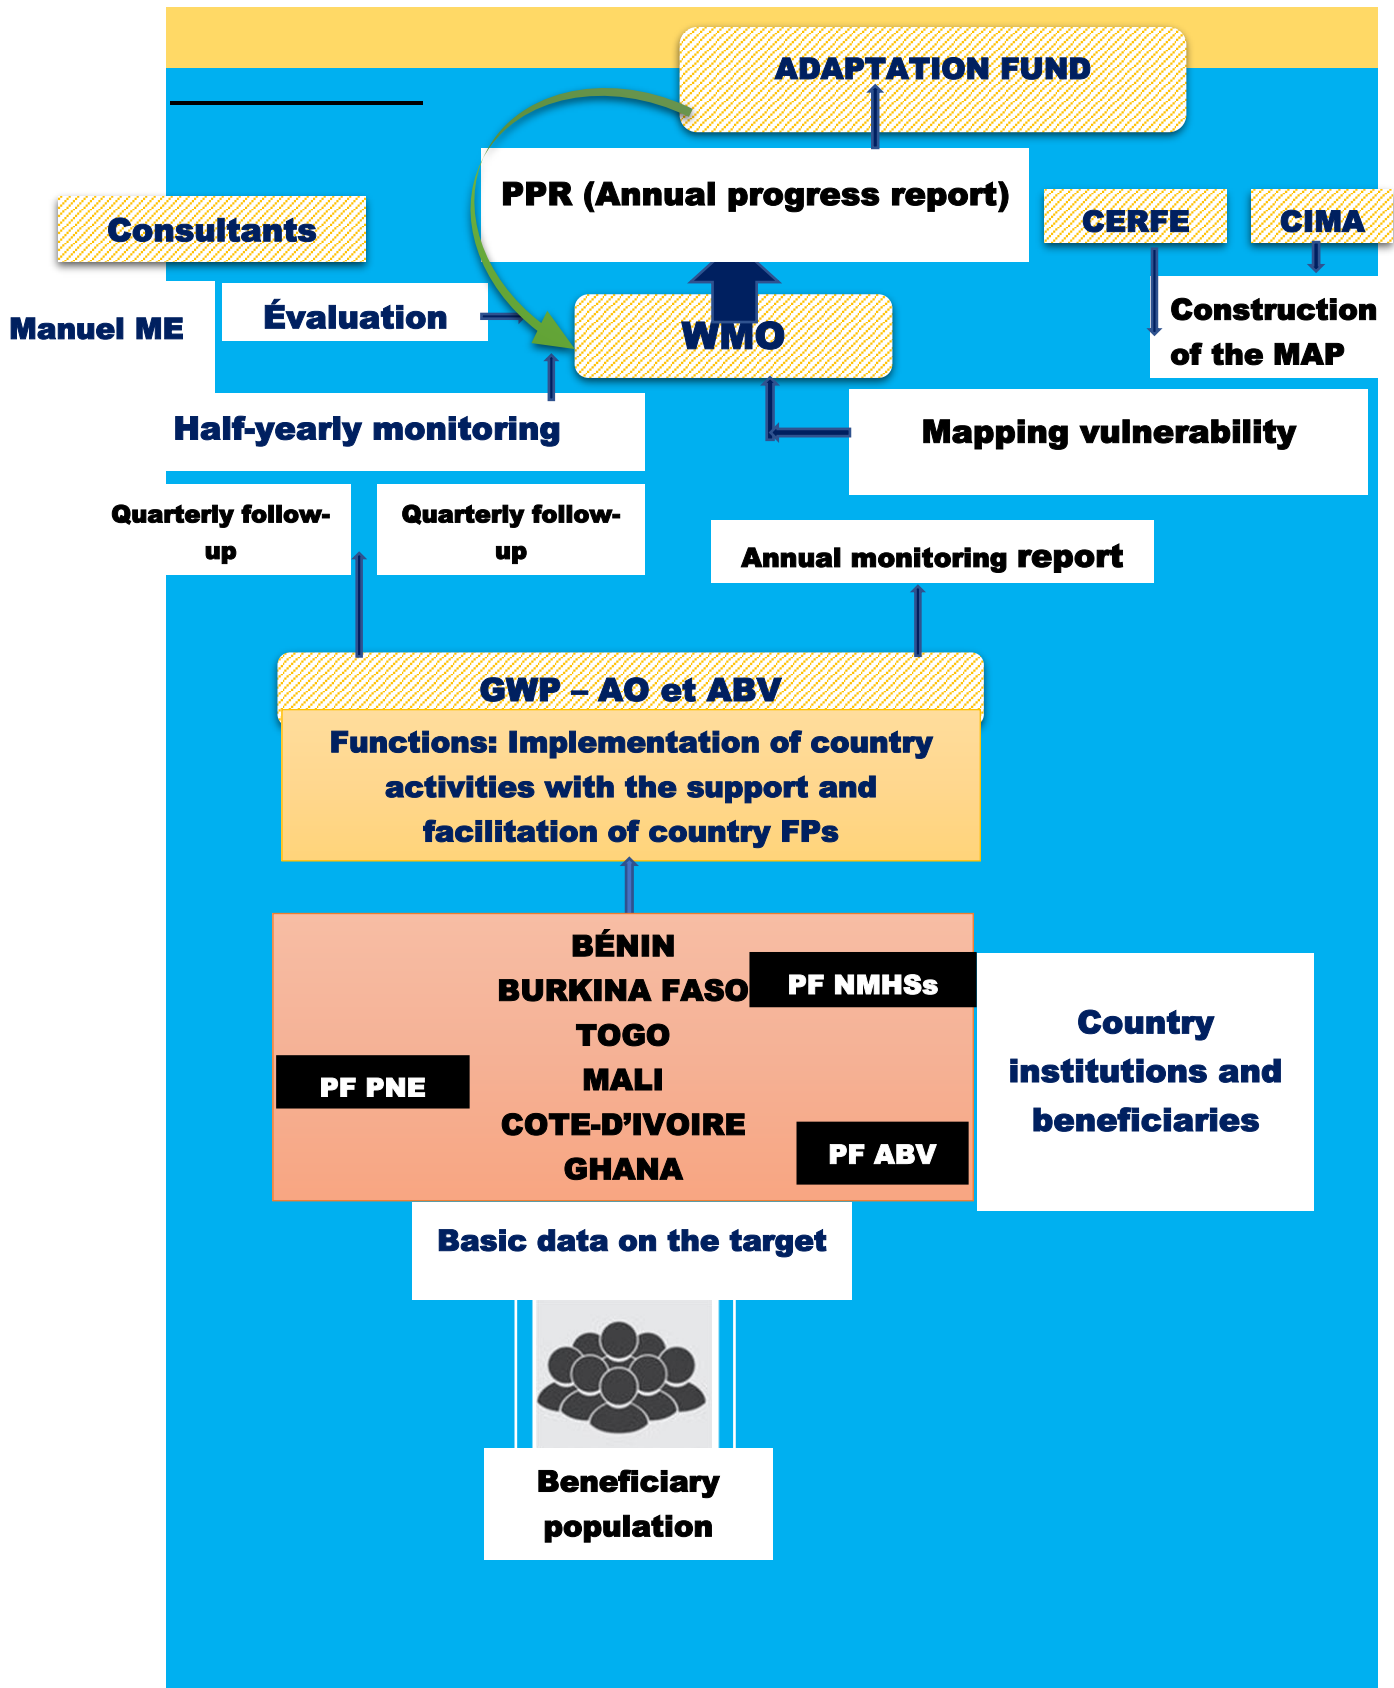 ADAPTATION FUND
PPR (Annual progress report)
CERFE
CIMA
Consultants
Manuel ME
Évaluation
WMO
Construction
of the MAP
Half-yearly monitoring
Mapping vulnerability
Quarterly follow-
up
Quarterly follow-
up
Annual monitoring report
GWP – AO et ABV
Functions: Implementation of country
activities with the support and
facilitation of country FPs
BÉNIN
BURKINA FASO
TOGO
MALI
COTE-D’IVOIRE
GHANA
PF NMHSs
PF PNE
PF ABV
Country
institutions and
beneficiaries
Basic data on the target
Beneficiary
population